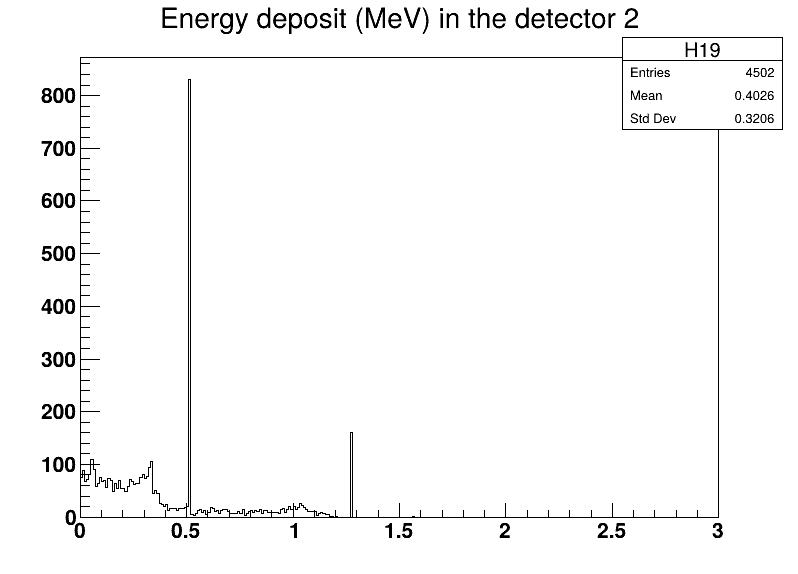 Energy deposit (MeV) in the detector 2
H19
Entries 4502
Mean 0.4026
Std Dev 0.3206
800
700
600
500
400
300
200
100
0
0 0.5 1 1.5 2 2.5 3